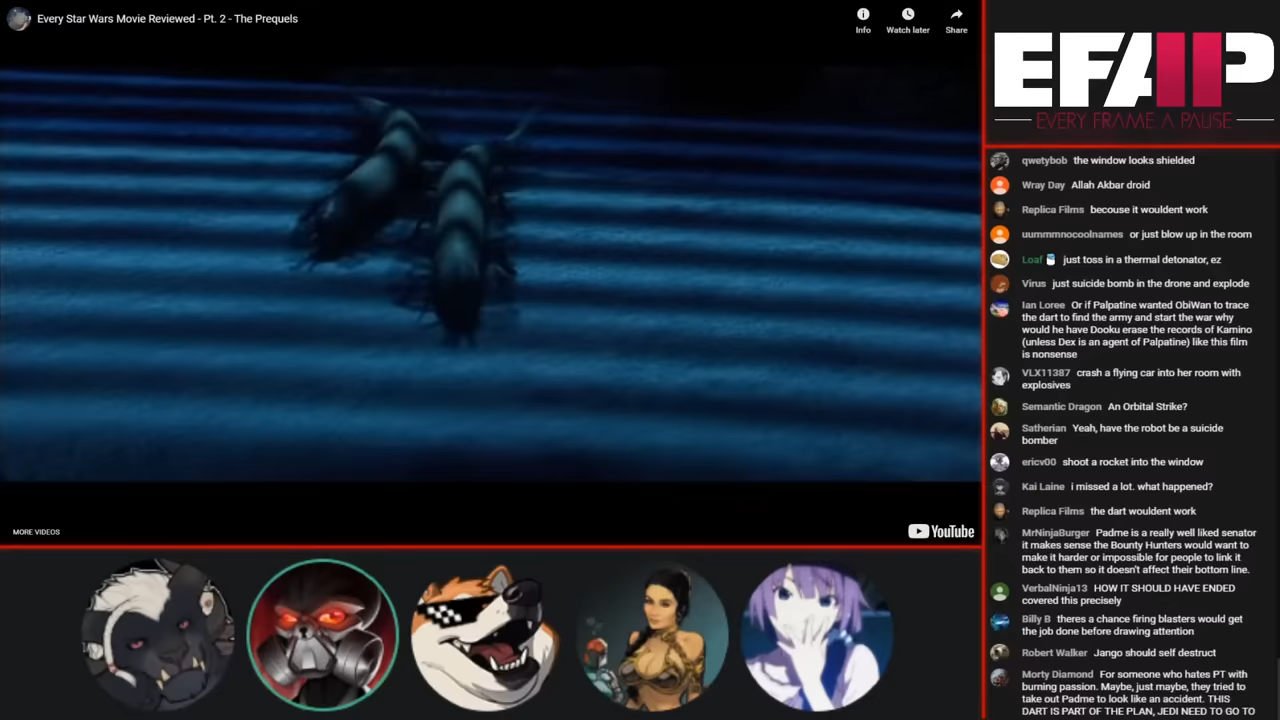 Every Star Wars Movie Reviewed - Pt. 2 - The Prequels
Info
Watch later
Share
MORE VIDEOS
YouTube
EFAP
EVERY FRAME A PAUSE
qwetybob the window looks shielded
Wray Day Allah Akbar droid
Replica Films becouse it wouldent work
uummmnocoolnames or just blow up in the room
Loaf just toss in a thermal detonator, ez
Virus just suicide bomb in the drone and explode
Ian Loree Or if Palpatine wanted ObiWan to trace
the dart to find the army and start the war why
would he have Dooku erase the records of Kamino
(unless Dex is an agent of Palpatine) like this film
is nonsense
VLX11387 crash a flying car into her room with
explosives
Semantic Dragon An Orbital Strike?
Satherian Yeah, have the robot be a suicide
bomber
ericv00 shoot a rocket into the window
Kai Laine i missed a lot. what happened?
Replica Films the dart wouldent work
MrNinjaBurger Padme is a really well liked senator
it makes sense the Bounty Hunters would want to
make it harder or impossible for people to link it
back to them so it doesn't affect their bottom line.
VerbalNinja13 HOW IT SHOULD HAVE ENDED
covered this precisely
Billy B theres a chance firing blasters would get
the job done before drawing attention
Robert Walker Jango should self destruct
Morty Diamond For someone who hates PT with
burning passion. Maybe, just maybe, they tried to
take out Padme to look like an accident. THIS
DART IS PART OF THE PLAN, JEDI NEED TO GO TO